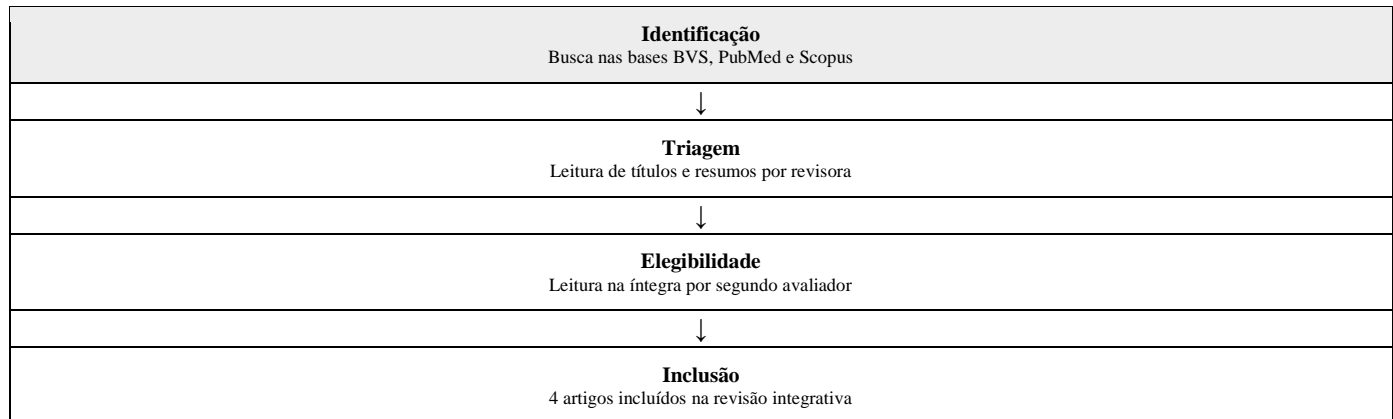 Identificação
Busca nas bases BVS, PubMed e Scopus
↓
Triagem
Leitura de títulos e resumos por revisora
↓
Elegibilidade
Leitura na íntegra por segundo avaliador
↓
Inclusão
4 artigos incluídos na revisão integrativa